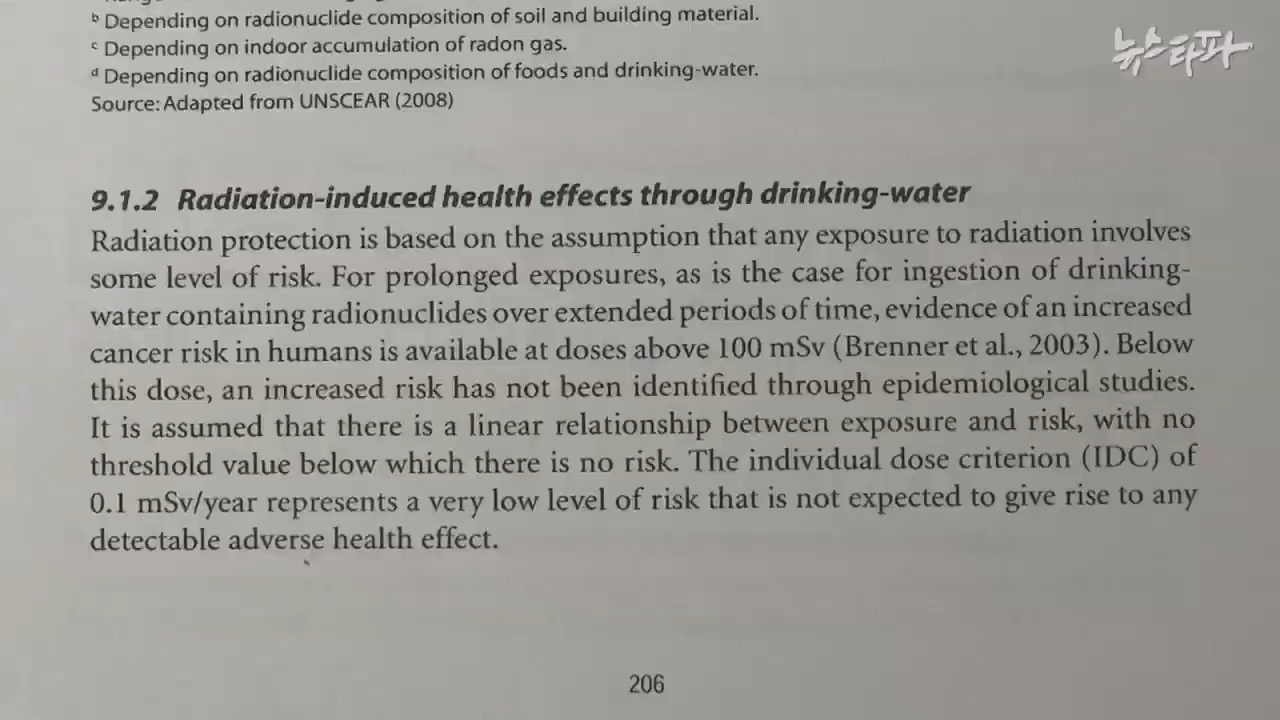 뉴스타파
ᵇ Depending on radionuclide composition of soil and building material.
ᶜ Depending on indoor accumulation of radon gas.
ᵈ Depending on radionuclide composition of foods and drinking-water.
Source: Adapted from UNSCEAR (2008)
9.1.2 Radiation-induced health effects through drinking-water
Radiation protection is based on the assumption that any exposure to radiation involves
some level of risk. For prolonged exposures, as is the case for ingestion of drinking-
water containing radionuclides over extended periods of time, evidence of an increased
cancer risk in humans is available at doses above 100 mSv (Brenner et al., 2003). Below
this dose, an increased risk has not been identified through epidemiological studies.
It is assumed that there is a linear relationship between exposure and risk, with no
threshold value below which there is no risk. The individual dose criterion (IDC) of
0.1 mSv/year represents a very low level of risk that is not expected to give rise to any
detectable adverse health effect.
206